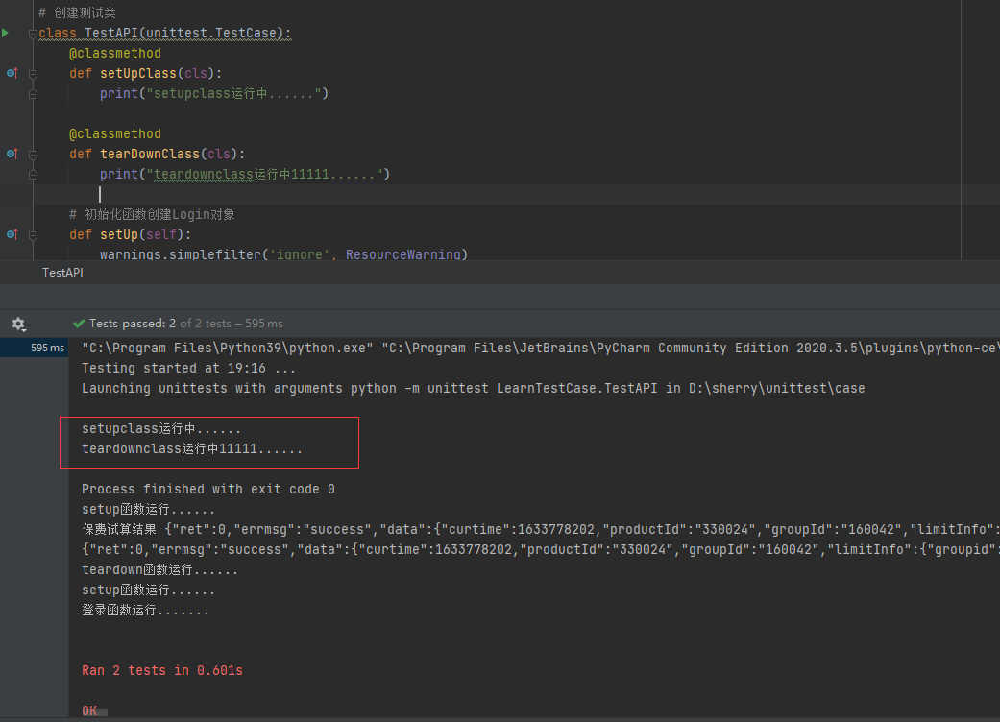 # 创建测试类
class TestAPI(unittest.TestCase):
@classmethod
def setUpClass(cls):
print("setupclass运行中......")
@classmethod
def tearDownClass(cls):
print("teardownclass运行中11111......")
# 初始化函数创建Login对象
def setUp(self):
warnings.simplefilter('ignore', ResourceWarning)
TestAPI
Tests passed: 2 of 2 tests – 595 ms
595 ms
"C:\Program Files\Python39\python.exe" "C:\Program Files\JetBrains\PyCharm Community Edition 2020.3.5\plugins\python-ce\
Testing started at 19:16 ...
Launching unittests with arguments python -m unittest LearnTestCase.TestAPI in D:\sherry\unittest\case
setupclass运行中......
teardownclass运行中11111......
Process finished with exit code 0
setup函数运行......
保费试算结果 {"ret":0,"errmsg":"success","data":{"curtime":1633778202,"productId":"330024","groupId":"160042","limitInfo":
{"ret":0,"errmsg":"success","data":{"curtime":1633778202,"productId":"330024","groupId":"160042","limitInfo":{"groupid":
teardown函数运行......
setup函数运行......
登录函数运行.......
Ran 2 tests in 0.601s
OK